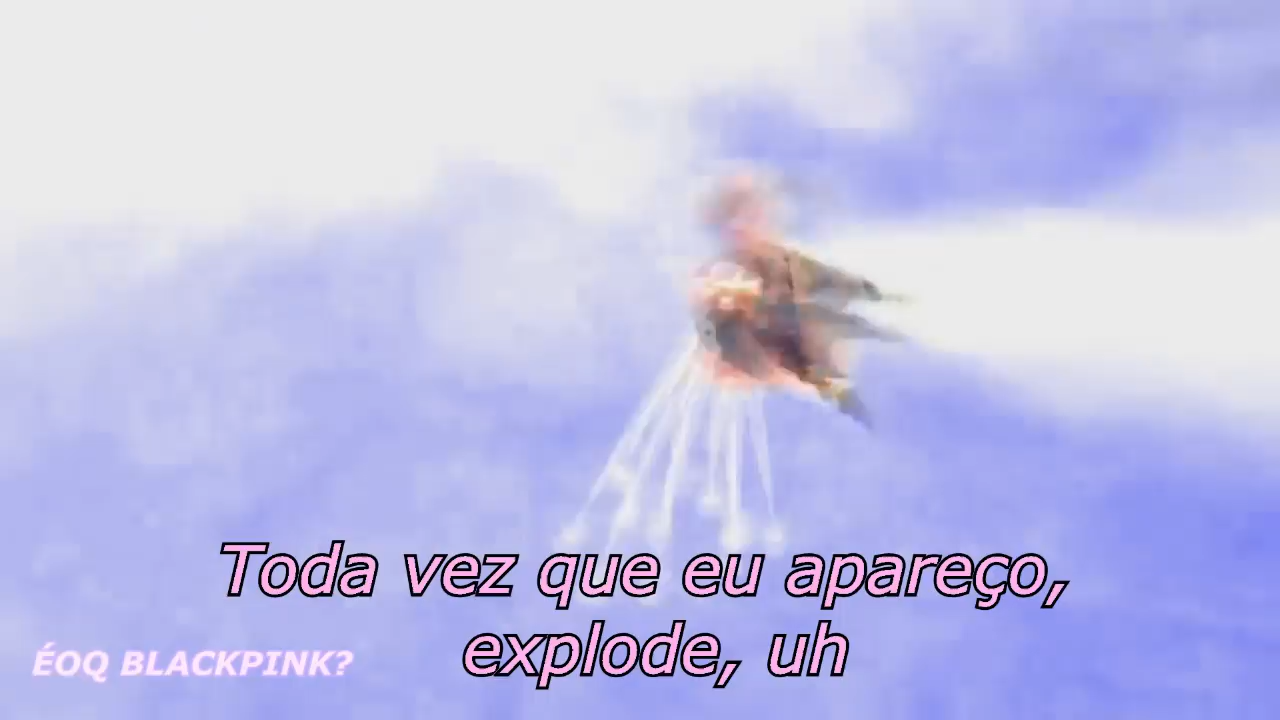 Toda vez que eu apareço,
explode, uh
ÉOQ BLACKPINK?